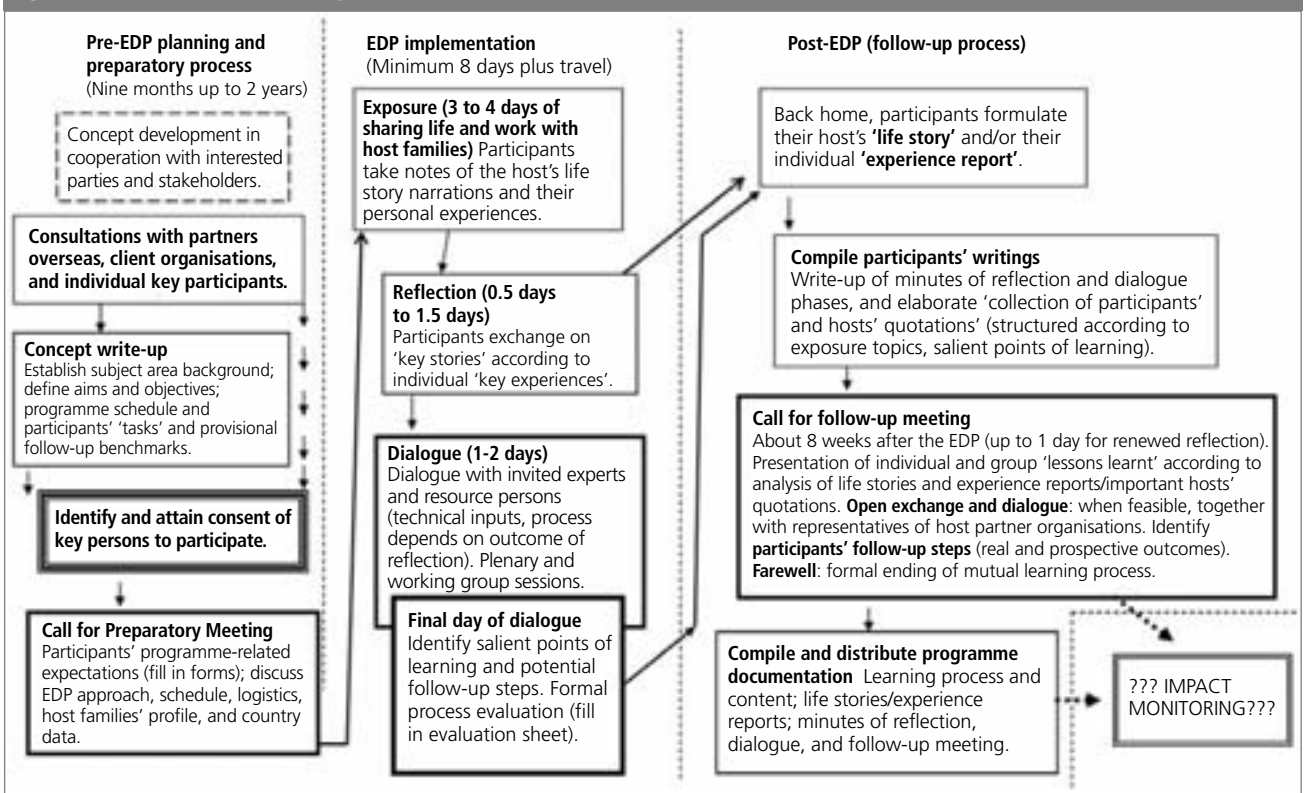 Pre-EDP planning and
preparatory process
(Nine months up to 2 years)
Concept development in
cooperation with interested
parties and stakeholders.
Consultations with partners
overseas, client organisations,
and individual key participants.
Concept write-up
Establish subject area background;
define aims and objectives;
programme schedule and
participants' 'tasks' and provisional
follow-up benchmarks.
Identify and attain consent of
key persons to participate.
Call for Preparatory Meeting
Participants' programme-related
expectations (fill in forms); discuss
EDP approach, schedule, logistics,
host families' profile, and country
data.
EDP implementation
(Minimum 8 days plus travel)
Exposure (3 to 4 days of
sharing life and work with
host families) Participants
take notes of the host's life
story narrations and their
personal experiences.
Reflection (0.5 days
to 1.5 days)
Participants exchange on
'key stories' according to
individual 'key experiences'.
Dialogue (1-2 days)
Dialogue with invited experts
and resource persons
(technical inputs, process
depends on outcome of
reflection). Plenary and
working group sessions.
Final day of dialogue
Identify salient points of
learning and potential
follow-up steps. Formal
process evaluation (fill
in evaluation sheet).
Post-EDP (follow-up process)
Back home, participants formulate
their host's 'life story' and/or their
individual 'experience report'.
Compile participants' writings
Write-up of minutes of reflection and dialogue
phases, and elaborate 'collection of participants'
and hosts' quotations' (structured according to
exposure topics, salient points of learning).
Call for follow-up meeting
About 8 weeks after the EDP (up to 1 day for renewed reflection).
Presentation of individual and group 'lessons learnt' according to
analysis of life stories and experience reports/important hosts'
quotations. Open exchange and dialogue: when feasible, together
with representatives of host partner organisations. Identify
participants' follow-up steps (real and prospective outcomes).
Farewell: formal ending of mutual learning process.
Compile and distribute programme
documentation Learning process and
content; life stories/experience
reports; minutes of reflection,
dialogue, and follow-up meeting.
??? IMPACT
MONITORING???